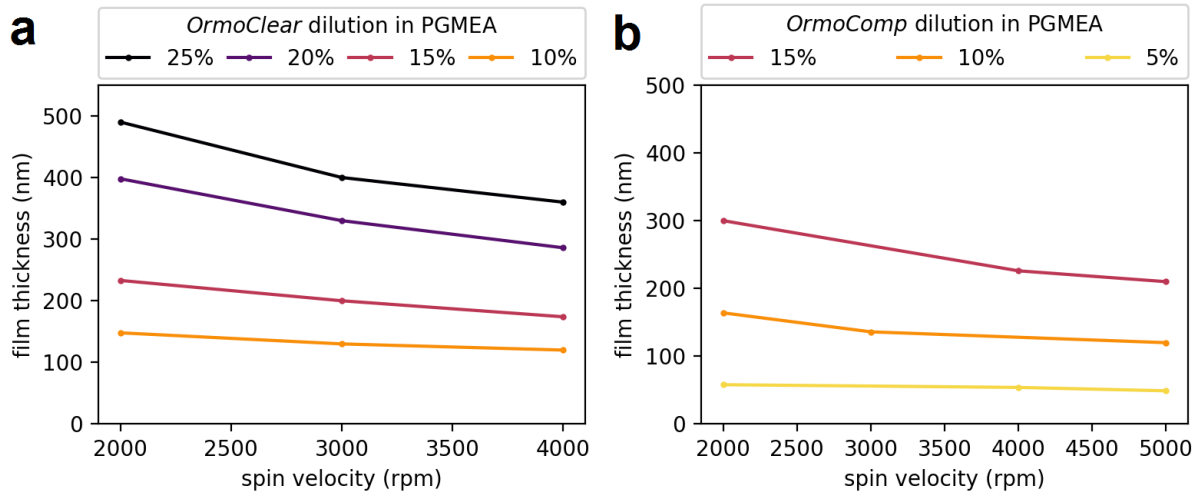 a
OrmoClear dilution in PGMEA
25% 20% 15% 10%
film thickness (nm)
500
400
300
200
100
0
2000 2500 3000 3500 4000
spin velocity (rpm)
b
OrmoComp dilution in PGMEA
15% 10% 5%
film thickness (nm)
500
400
300
200
100
0
2000 2500 3000 3500 4000 4500 5000
spin velocity (rpm)